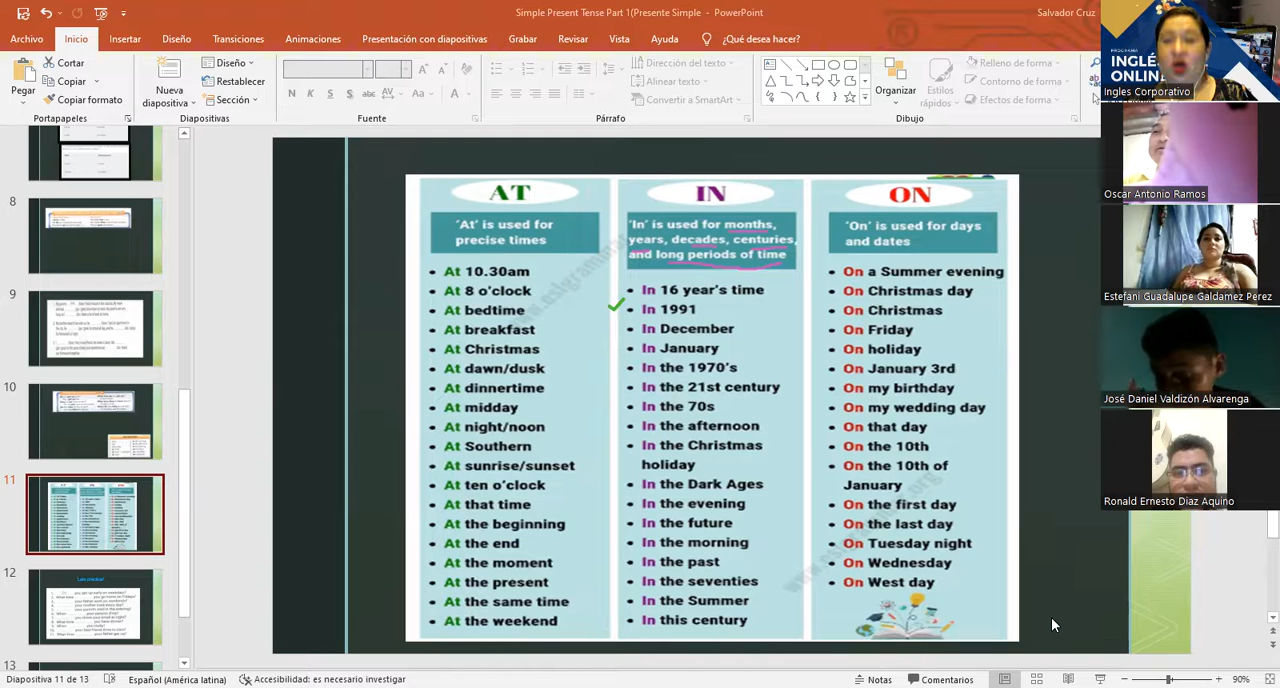 Simple Present Tense Part 1(Presente Simple - PowerPoint
Salvador Cruz
Archivo Inicio Insertar Diseño Transiciones Animaciones Presentación con diapositivas Grabar Revisar Vista Ayuda ¿Qué desea hacer?
Pegar
Cortar
Copiar
Copiar formato
Portapapeles
Nueva
diapositiva
Diseño
Restablecer
Sección
Diapositivas
N K S S abc AV Aa A
Fuente
Dirección del texto
Alinear texto
Convertir a SmartArt
Párrafo
Organizar
Estilos
rápidos
Relleno de forma
Contorno de forma
Efectos de forma
Dibujo
PROGRAMA
INGLÉS
ONLINE
Ingles Corporativo
Oscar Antonio Ramos
Estefani Guadalupe Galdamez Perez
José Daniel Valdizón Alvarenga
Ronald Ernesto Diaz Aquino
8
9
10
11
12
13
AT
'At' is used for
precise times
• At 10.30am
• At 8 o'clock
• At bedtime
• At breakfast
• At Christmas
• At dawn/dusk
• At dinnertime
• At midday
• At night/noon
• At Southern
• At sunrise/sunset
• At ten o'clock
• At that time
• At the beginning
• At the end
• At the moment
• At the present
• At the same time
• At the weekend
IN
'In' is used for months,
years, decades, centuries,
and long periods of time
• In 16 year's time
• In 1991
• In December
• In January
• In the 1970's
• In the 21st century
• In the 70s
• In the afternoon
• In the Christmas
holiday
• In the Dark Ages
• In the evening
• In the future
• In the morning
• In the past
• In the seventies
• In the Summer
• In this century
ON
'On' is used for days
and dates
• On a Summer evening
• On Christmas day
• On Christmas
• On Friday
• On holiday
• On January 3rd
• On my birthday
• On my wedding day
• On that day
• On the 10th
• On the 10th of
January
• On the first day
• On the last day
• On Tuesday night
• On Wednesday
• On West day
Diapositiva 11 de 13 Español (América latina) Accesibilidad: es necesario investigar Notas Comentarios 90%